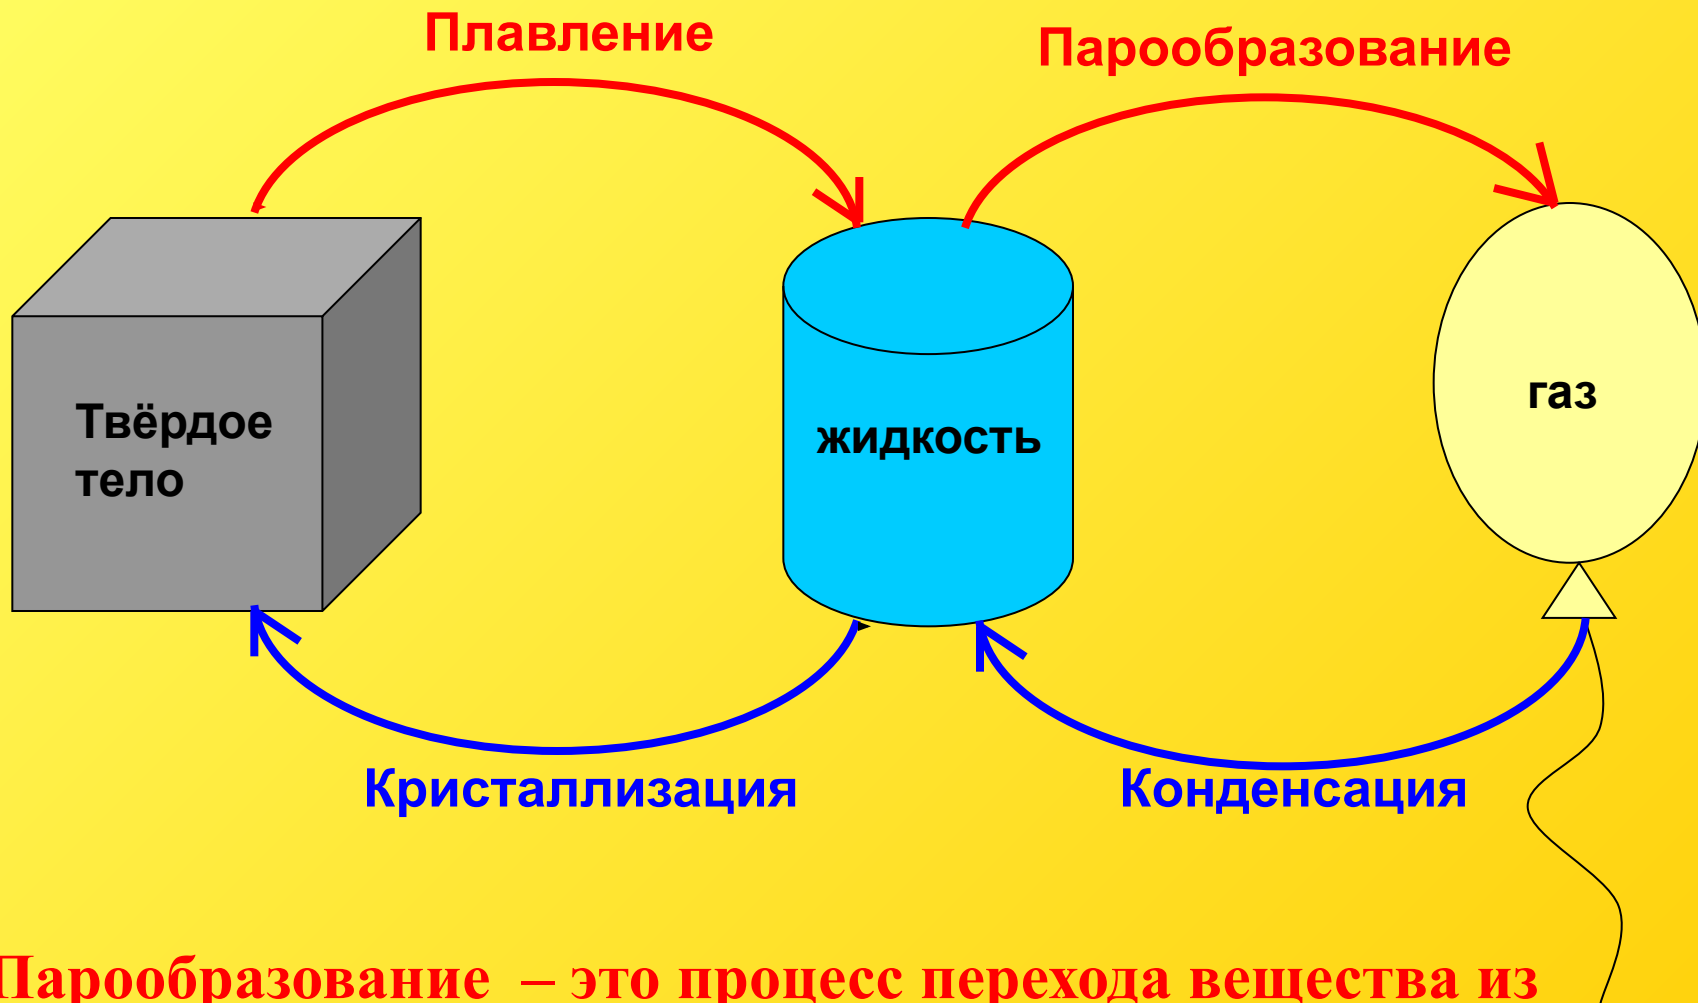 Плавление
Парообразование
Твёрдое
тело
жидкость
газ
Кристаллизация
Конденсация
Парообразование – это процесс перехода вещества из